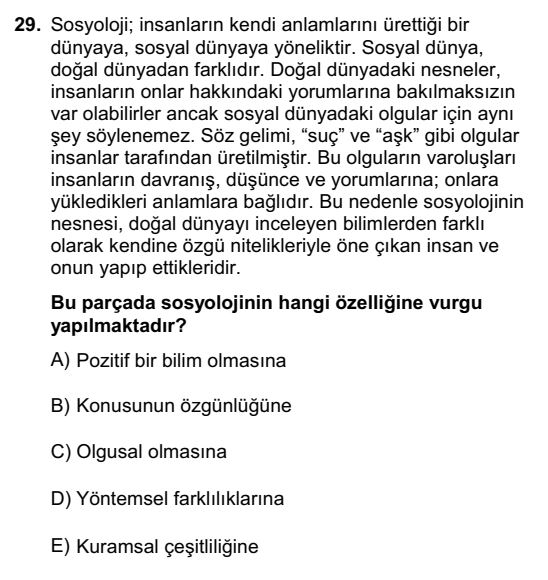 29. Sosyoloji; insanların kendi anlamlarını ürettiği bir
dünyaya, sosyal dünyaya yöneliktir. Sosyal dünya,
doğal dünyadan farklıdır. Doğal dünyadaki nesneler,
insanların onlar hakkındaki yorumlarına bakılmaksızın
var olabilirler ancak sosyal dünyadaki olgular için aynı
şey söylenemez. Söz gelimi, “suç” ve “aşk” gibi olgular
insanlar tarafından üretilmiştir. Bu olguların varoluşları
insanların davranış, düşünce ve yorumlarına; onlara
yükledikleri anlamlara bağlıdır. Bu nedenle sosyolojinin
nesnesi, doğal dünyayı inceleyen bilimlerden farklı
olarak kendine özgü nitelikleriyle öne çıkan insan ve
onun yapıp ettikleridir.
Bu parçada sosyolojinin hangi özelliğine vurgu
yapılmaktadır?
A) Pozitif bir bilim olmasına
B) Konusunun özgünlüğüne
C) Olgusal olmasına
D) Yöntemsel farklılıklarına
E) Kuramsal çeşitliliğine